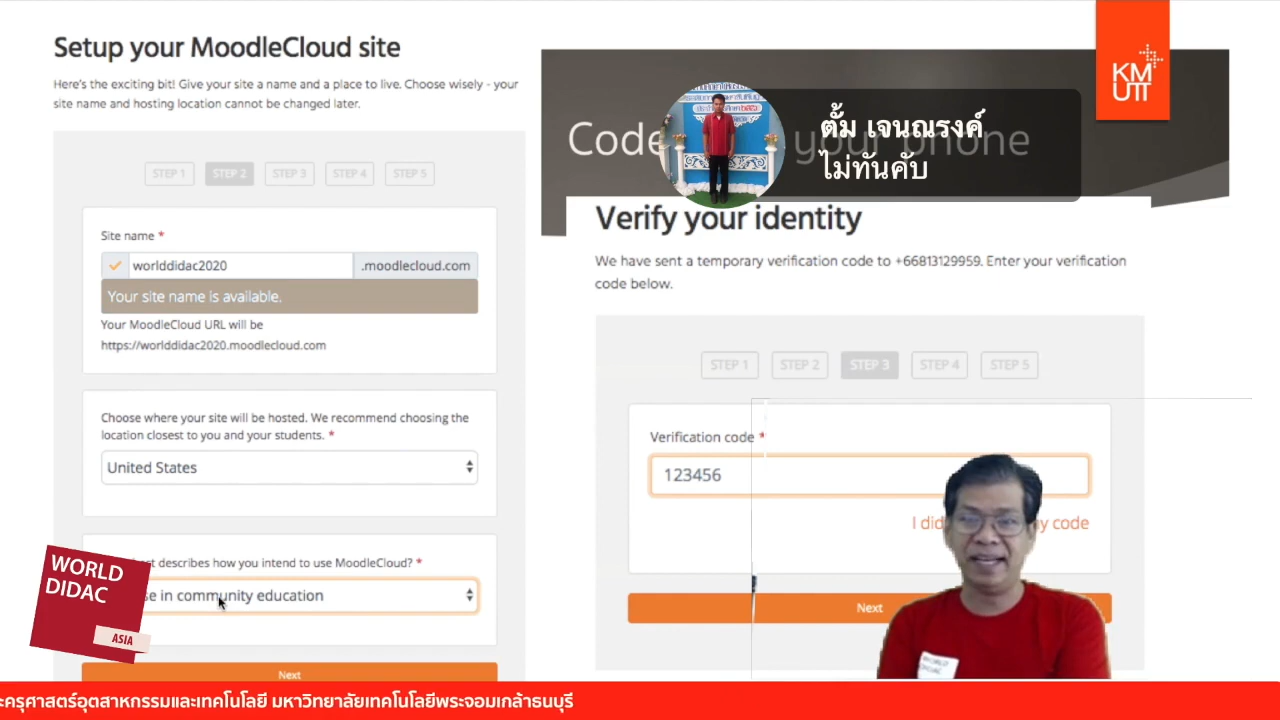 Setup your MoodleCloud site
Here's the exciting bit! Give your site a name and a place to live. Choose wisely - your
site name and hosting location cannot be changed later.
STEP 1 STEP 2 STEP 3 STEP 4 STEP 5
Site name *
worlddidac2020 .moodlecloud.com
Your site name is available.
Your MoodleCloud URL will be
https://worlddidac2020.moodlecloud.com
Choose where your site will be hosted. We recommend choosing the
location closest to you and your students. *
United States
describes how you intend to use MoodleCloud? *
in community education
Next
WORLD
DIDAC
ASIA
KM
UTT
Code your phone
ตั้ม เจนณรงค์
ไม่ทันคับ
Verify your identity
We have sent a temporary verification code to +66813129959. Enter your verification
code below.
STEP 1 STEP 2 STEP 3 STEP 4 STEP 5
Verification code *
123456
I did code
Next
ครุศาสตร์อุตสาหกรรมและเทคโนโลยี มหาวิทยาลัยเทคโนโลยีพระจอมเกล้าธนบุรี